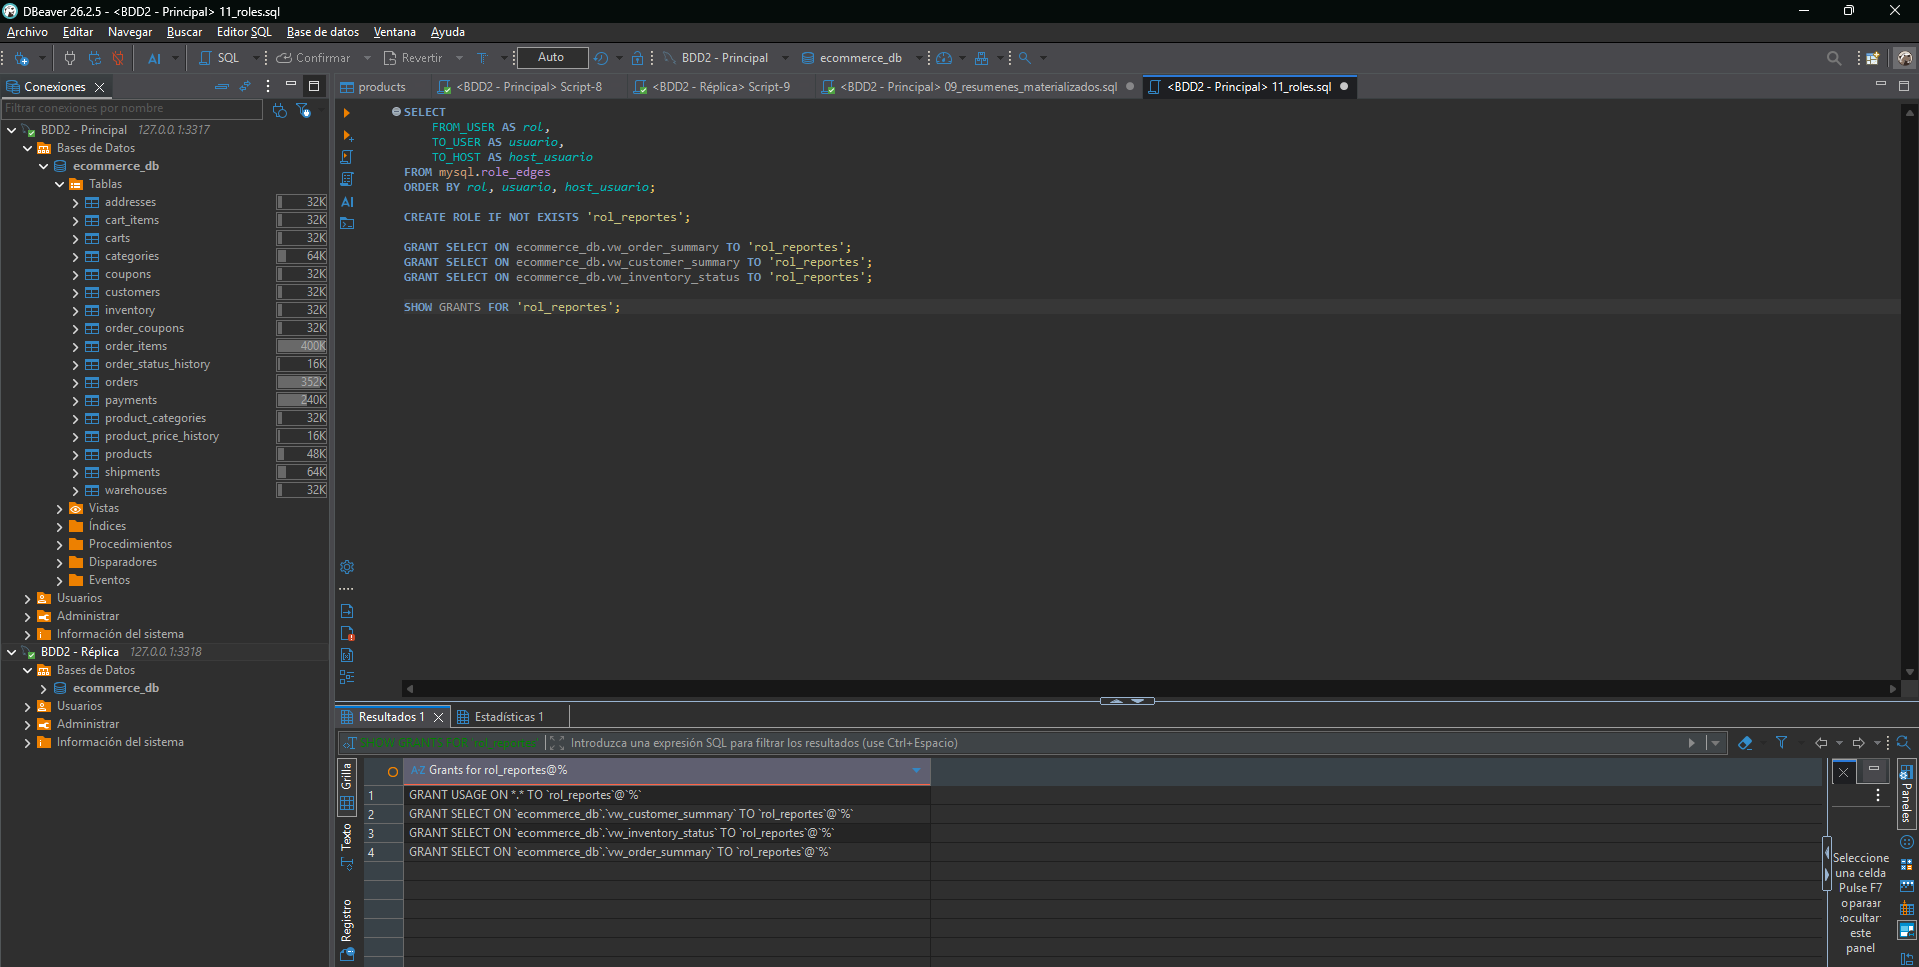 DBeaver 26.2.5 - <BDD2 - Principal> 11_roles.sql
Archivo Editar Navegar Buscar Editor SQL Base de datos Ventana Ayuda
AI SQL Confirmar Revertir T Auto BDD2 - Principal ecommerce_db
Conexiones
products <BDD2 - Principal> Script-8 <BDD2 - Réplica> Script-9 <BDD2 - Principal> 09_resumenes_materializados.sql <BDD2 - Principal> 11_roles.sql
Filtrar conexiones por nombre
BDD2 - Principal 127.0.0.1:3317
Bases de Datos
ecommerce_db
Tablas
addresses 32K
cart_items 32K
carts 32K
categories 64K
coupons 32K
customers 32K
inventory 32K
order_coupons 32K
order_items 400K
order_status_history 16K
orders 352K
payments 240K
product_categories 32K
product_price_history 16K
products 48K
shipments 64K
warehouses 32K
Vistas
Índices
Procedimientos
Disparadores
Eventos
Usuarios
Administrar
Información del sistema
BDD2 - Réplica 127.0.0.1:3318
Bases de Datos
ecommerce_db
Usuarios
Administrar
Información del sistema
AI
SELECT
FROM_USER AS rol,
TO_USER AS usuario,
TO_HOST AS host_usuario
FROM mysql.role_edges
ORDER BY rol, usuario, host_usuario;
CREATE ROLE IF NOT EXISTS 'rol_reportes';
GRANT SELECT ON ecommerce_db.vw_order_summary TO 'rol_reportes';
GRANT SELECT ON ecommerce_db.vw_customer_summary TO 'rol_reportes';
GRANT SELECT ON ecommerce_db.vw_inventory_status TO 'rol_reportes';
SHOW GRANTS FOR 'rol_reportes';
Resultados 1 Estadísticas 1
SHOW GRANTS FOR 'rol_reportes' Introduzca una expresión SQL para filtrar los resultados (use Ctrl+Espacio)
Grilla
Texto
Registro
A-Z Grants for rol_reportes@%
1 GRANT USAGE ON *.* TO `rol_reportes`@`%`
2 GRANT SELECT ON `ecommerce_db`.`vw_customer_summary` TO `rol_reportes`@`%`
3 GRANT SELECT ON `ecommerce_db`.`vw_inventory_status` TO `rol_reportes`@`%`
4 GRANT SELECT ON `ecommerce_db`.`vw_order_summary` TO `rol_reportes`@`%`
Paneles
Seleccione
una celda
Pulse F7
este
panel